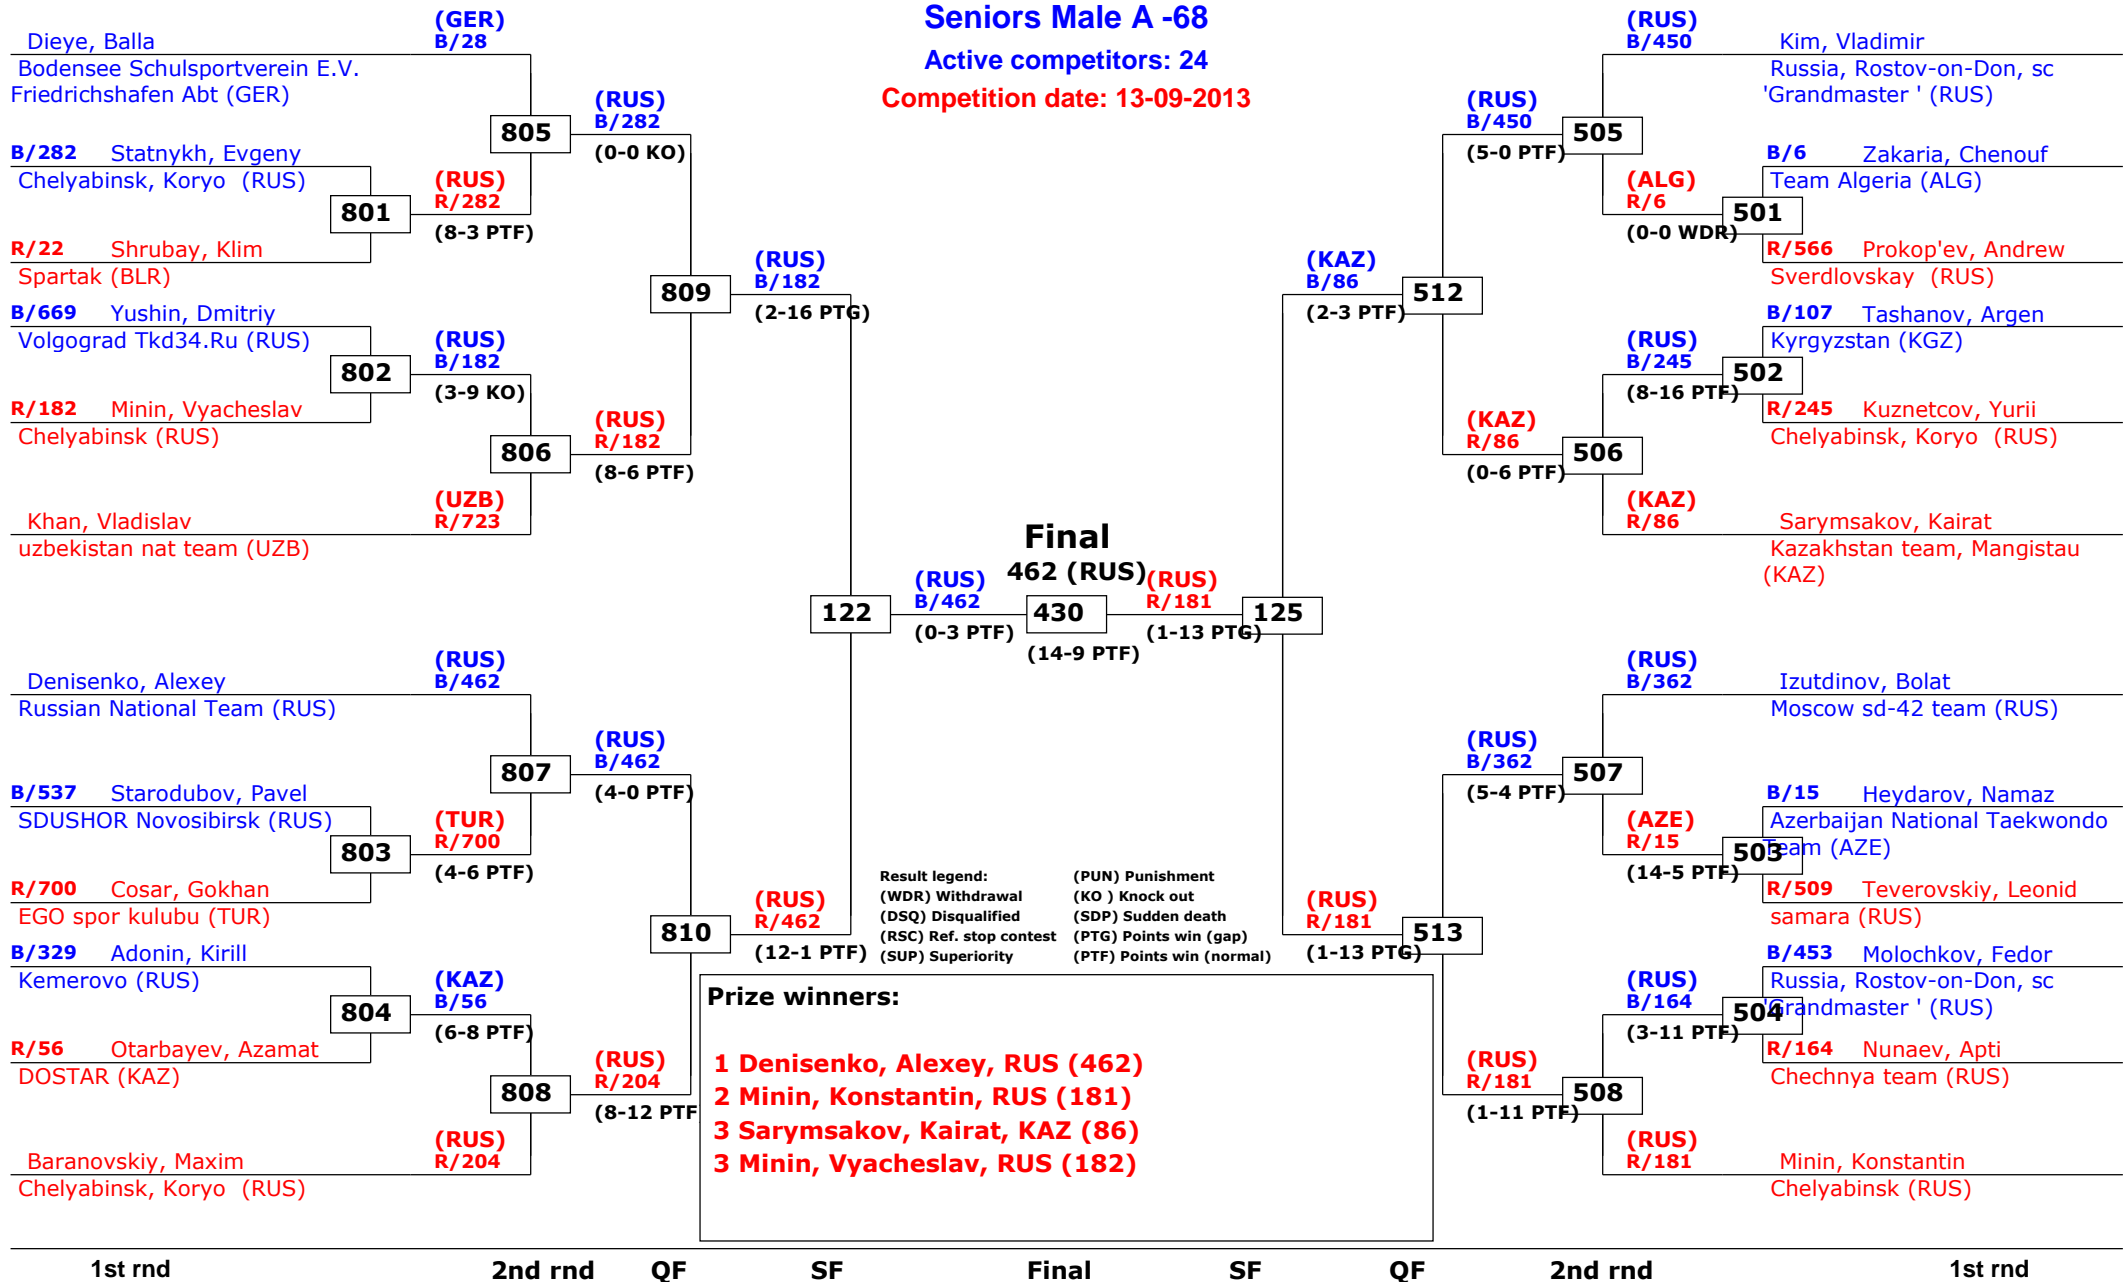 Seniors Male A -68
Active competitors: 24
Competition date: 13-09-2013
(GER)
B/28
Dieye, Balla
Bodensee Schulsportverein E.V.
Friedrichshafen Abt (GER)
805
(RUS)
B/282
(0-0 KO)
B/282 Statnykh, Evgeny
Chelyabinsk, Koryo (RUS)
801
(RUS)
R/282
(8-3 PTF)
R/22 Shrubay, Klim
Spartak (BLR)
809
(RUS)
B/182
(2-16 PTG)
B/669 Yushin, Dmitriy
Volgograd Tkd34.Ru (RUS)
802
(RUS)
B/182
(3-9 KO)
R/182 Minin, Vyacheslav
Chelyabinsk (RUS)
806
(RUS)
R/182
(8-6 PTF)
(UZB)
R/723
Khan, Vladislav
uzbekistan nat team (UZB)
122
(RUS)
B/462
(0-3 PTF)
Final
462 (RUS)
430
(14-9 PTF)
(RUS)
R/181
(1-13 PTG)
125
(RUS)
B/462
Denisenko, Alexey
Russian National Team (RUS)
807
(RUS)
B/462
(4-0 PTF)
B/537 Starodubov, Pavel
SDUSHOR Novosibirsk (RUS)
803
(TUR)
R/700
(4-6 PTF)
R/700 Cosar, Gokhan
EGO spor kulubu (TUR)
810
(RUS)
R/462
(12-1 PTF)
B/329 Adonin, Kirill
Kemerovo (RUS)
804
(KAZ)
B/56
(6-8 PTF)
R/56 Otarbayev, Azamat
DOSTAR (KAZ)
808
(RUS)
R/204
(8-12 PTF
(RUS)
R/204
Baranovskiy, Maxim
Chelyabinsk, Koryo (RUS)
(RUS)
B/450
Kim, Vladimir
Russia, Rostov-on-Don, sc
'Grandmaster ' (RUS)
(RUS)
B/450
(5-0 PTF)
505
B/6 Zakaria, Chenouf
Team Algeria (ALG)
(ALG)
R/6
(0-0 WDR)
501
R/566 Prokop'ev, Andrew
Sverdlovskay (RUS)
(KAZ)
B/86
(2-3 PTF)
512
B/107 Tashanov, Argen
Kyrgyzstan (KGZ)
(RUS)
B/245
(8-16 PTF)
502
R/245 Kuznetcov, Yurii
Chelyabinsk, Koryo (RUS)
(KAZ)
R/86
(0-6 PTF)
506
(KAZ)
R/86
Sarymsakov, Kairat
Kazakhstan team, Mangistau
(KAZ)
(RUS)
B/362
Izutdinov, Bolat
Moscow sd-42 team (RUS)
(RUS)
B/362
(5-4 PTF)
507
B/15 Heydarov, Namaz
Azerbaijan National Taekwondo
Team (AZE)
(AZE)
R/15
(14-5 PTF)
503
R/509 Teverovskiy, Leonid
samara (RUS)
(RUS)
R/181
(1-13 PTG)
513
B/453 Molochkov, Fedor
Russia, Rostov-on-Don, sc
'Grandmaster ' (RUS)
(RUS)
B/164
(3-11 PTF)
504
R/164 Nunaev, Apti
Chechnya team (RUS)
(RUS)
R/181
(1-11 PTF)
508
(RUS)
R/181
Minin, Konstantin
Chelyabinsk (RUS)
Result legend: (PUN) Punishment
(WDR) Withdrawal (KO ) Knock out
(DSQ) Disqualified (SDP) Sudden death
(RSC) Ref. stop contest (PTG) Points win (gap)
(SUP) Superiority (PTF) Points win (normal)
Prize winners:
1 Denisenko, Alexey, RUS (462)
2 Minin, Konstantin, RUS (181)
3 Sarymsakov, Kairat, KAZ (86)
3 Minin, Vyacheslav, RUS (182)
1st rnd 2nd rnd QF SF Final SF QF 2nd rnd 1st rnd